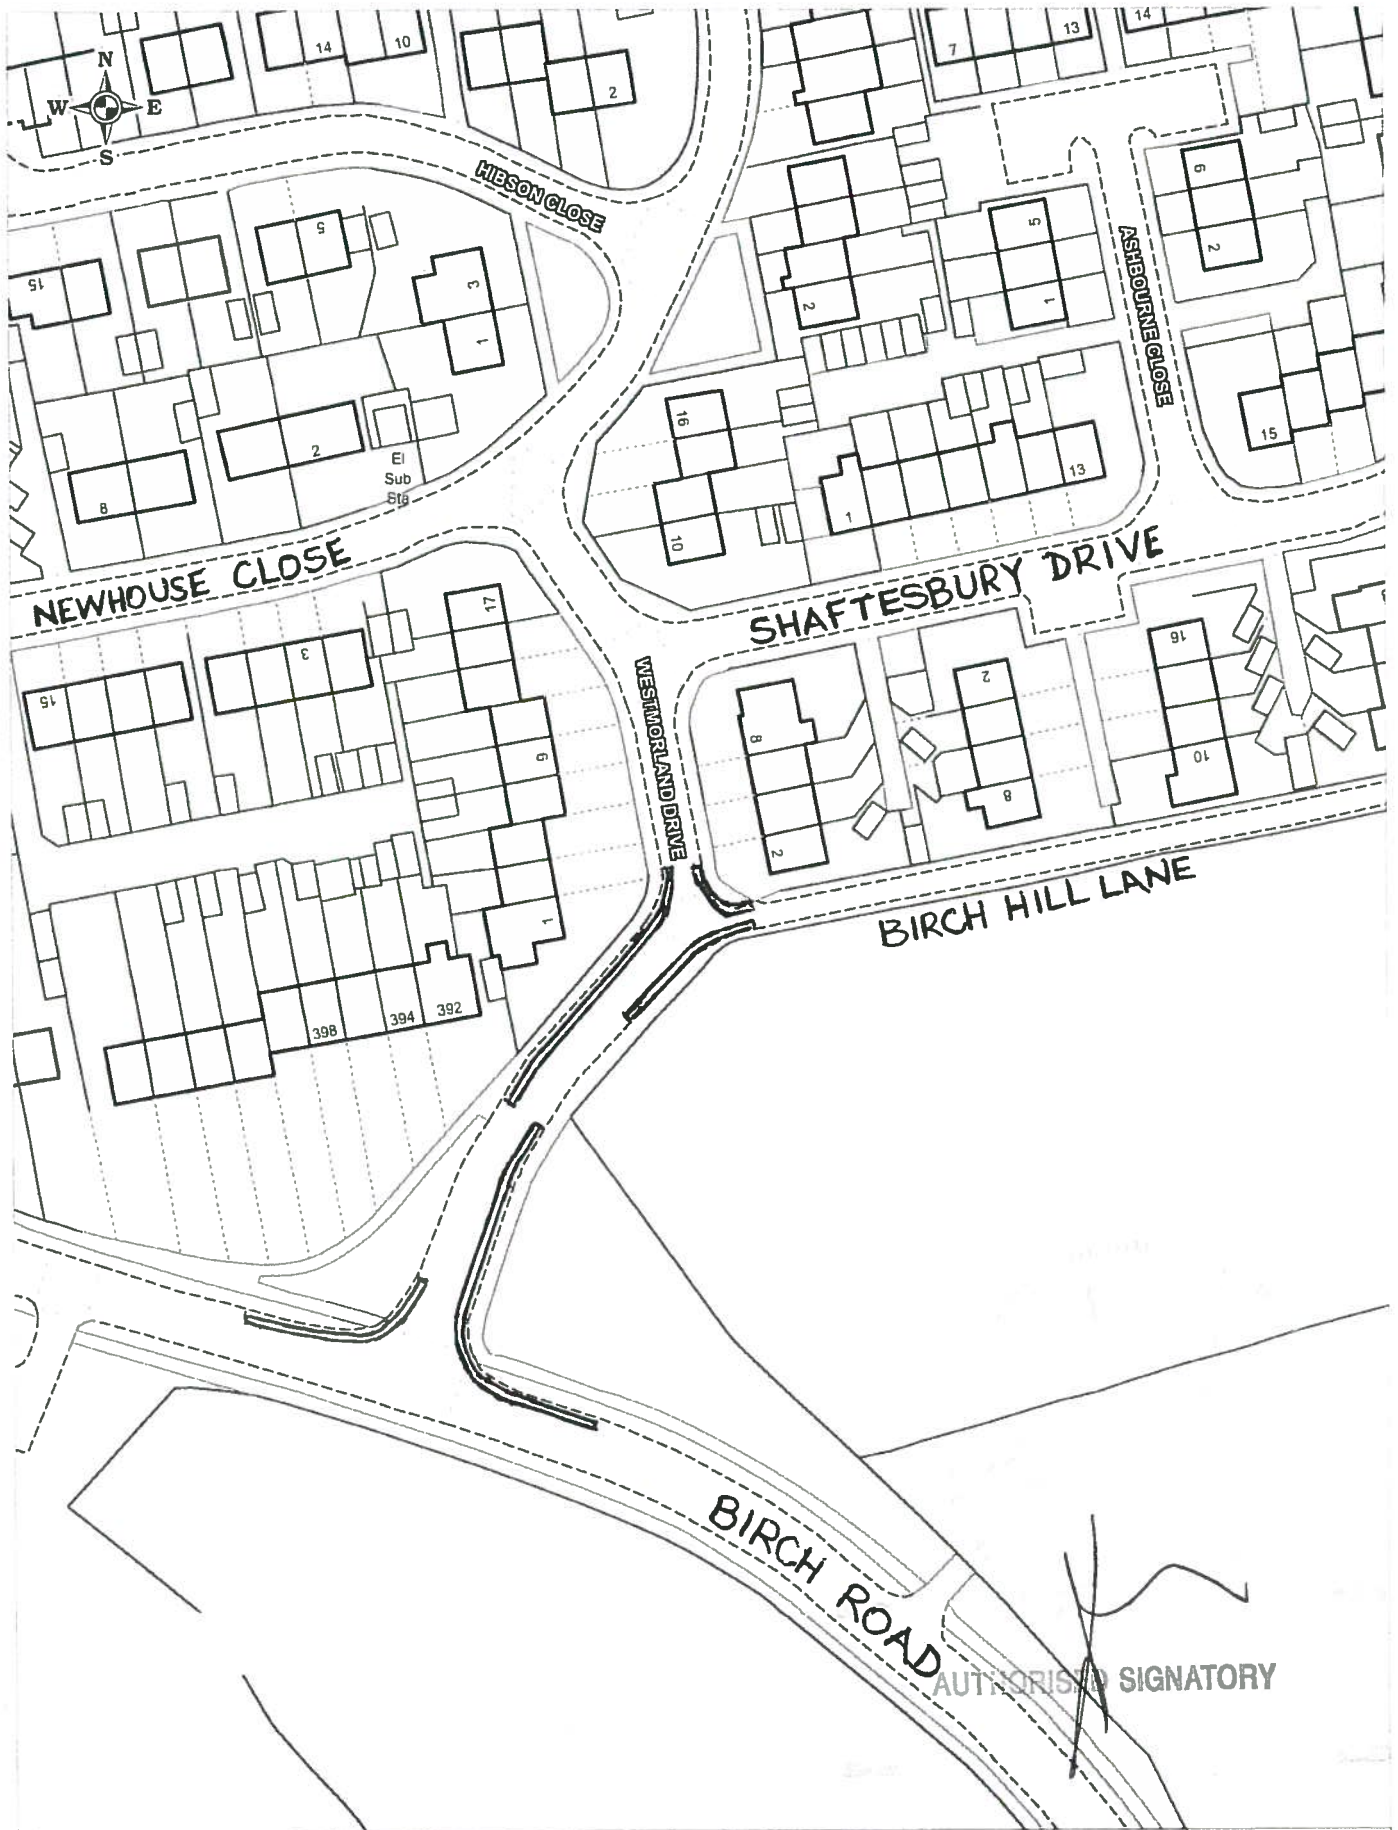 14
10
2
7
13
14
N
W E
S
HIBSON CLOSE
6
2
5
5
1
ASHBOURNE CLOSE
15
3
1
2
16
15
2
El
Sub
Sta
8
13
1
10
NEWHOUSE CLOSE
SHAFTESBURY DRIVE
17
3
15
WESTMORLAND DRIVE
16
2
8
9
10
8
2
BIRCH HILL LANE
1
398
394
392
BIRCH ROAD
AUTHORISED SIGNATORY